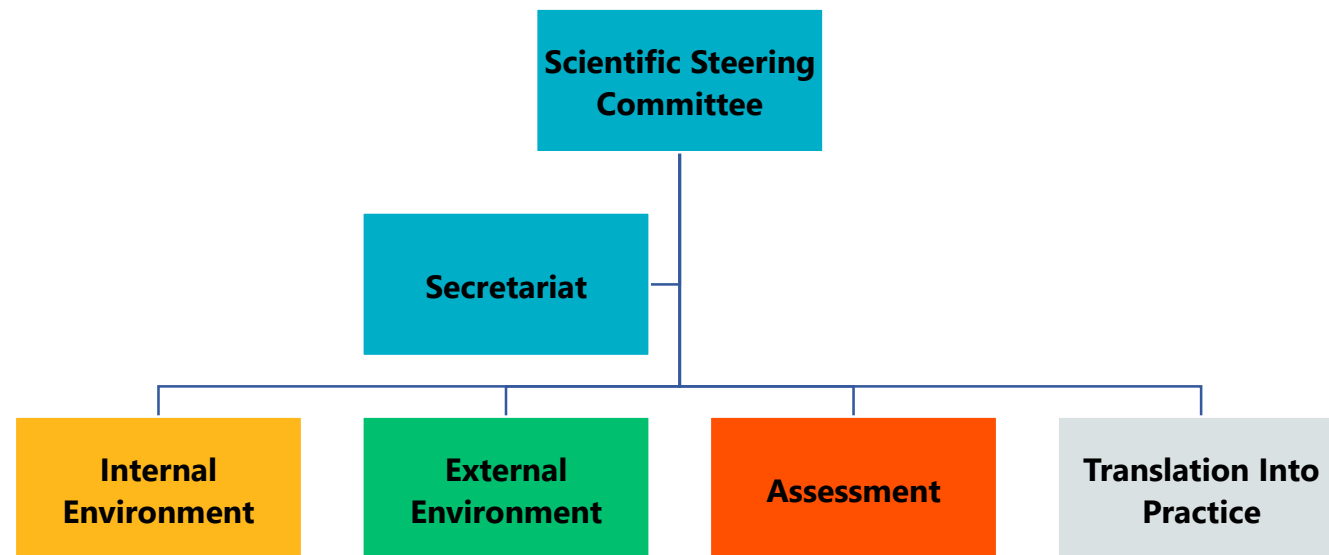 Scientific Steering
Committee
Secretariat
Internal
Environment
External
Environment
Assessment
Translation Into
Practice